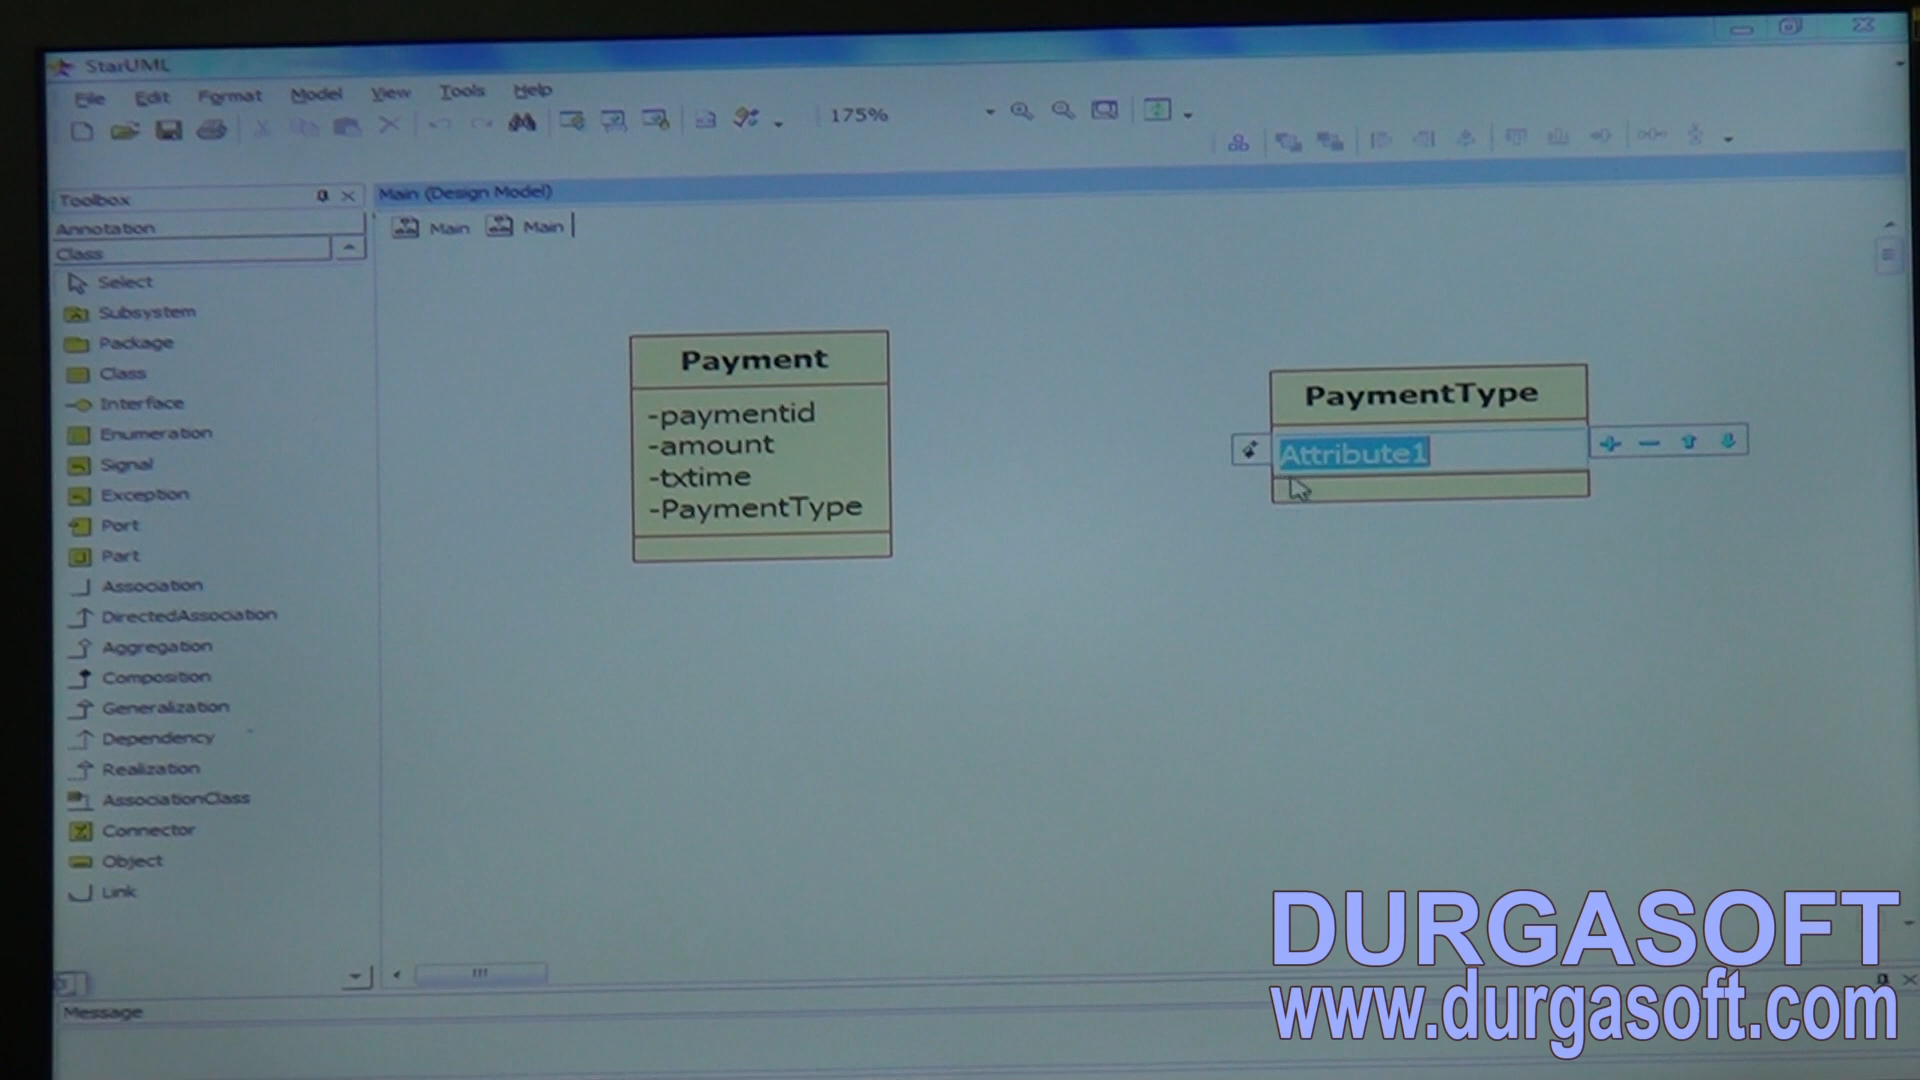 StarUML
File Edit Format Model View Tools Help
175%
Toolbox
Annotation
Class
Select
Subsystem
Package
Class
Interface
Enumeration
Signal
Exception
Port
Part
Association
DirectedAssociation
Aggregation
Composition
Generalization
Dependency
Realization
AssociationClass
Connector
Object
Link
Main (Design Model)
Main Main
Payment
-paymentid
-amount
-txtime
-PaymentType
PaymentType
Attribute1
Message
DURGASOFT
www.durgasoft.com